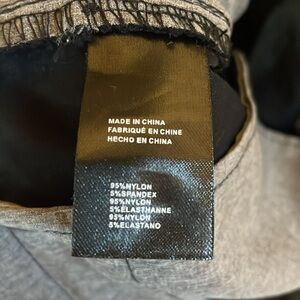 MADE IN CHINA
FABRIQUÉ EN CHINE
HECHO EN CHINA
95%NYLON
5%SPANDEX
95%NYLON
5%ELASTHANNE
95%NYLON
5%ELASTANO